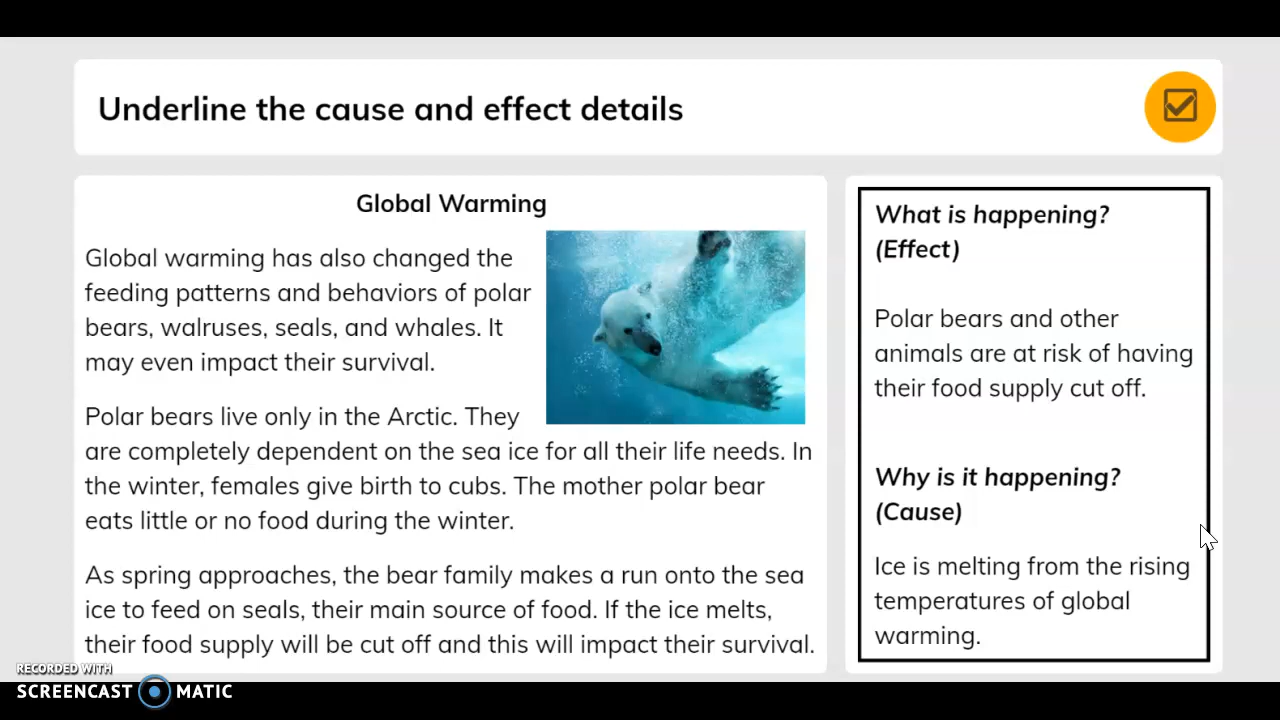 Underline the cause and effect details
Global Warming
Global warming has also changed the
feeding patterns and behaviors of polar
bears, walruses, seals, and whales. It
may even impact their survival.
Polar bears live only in the Arctic. They
are completely dependent on the sea ice for all their life needs. In
the winter, females give birth to cubs. The mother polar bear
eats little or no food during the winter.
As spring approaches, the bear family makes a run onto the sea
ice to feed on seals, their main source of food. If the ice melts,
their food supply will be cut off and this will impact their survival.
What is happening?
(Effect)
Polar bears and other
animals are at risk of having
their food supply cut off.
Why is it happening?
(Cause)
Ice is melting from the rising
temperatures of global
warming.
RECORDED WITH
SCREENCAST MATIC